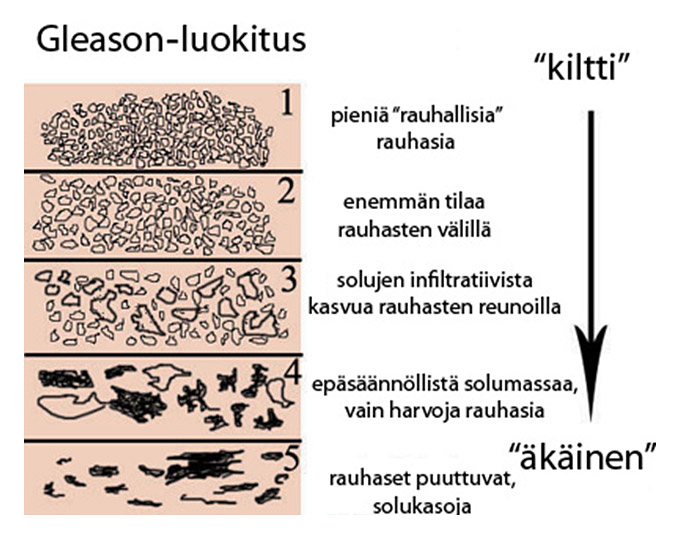 Gleason-luokitus
“kiltti”
1
pieniä “rauhallisia”
rauhasia
2
enemmän tilaa
rauhasten välillä
3
solujen infiltratiivista
kasvua rauhasten reunoilla
4
epäsäännöllistä solumassaa,
vain harvoja rauhasia
“äkäinen”
5
rauhaset puuttuvat,
solukasoja